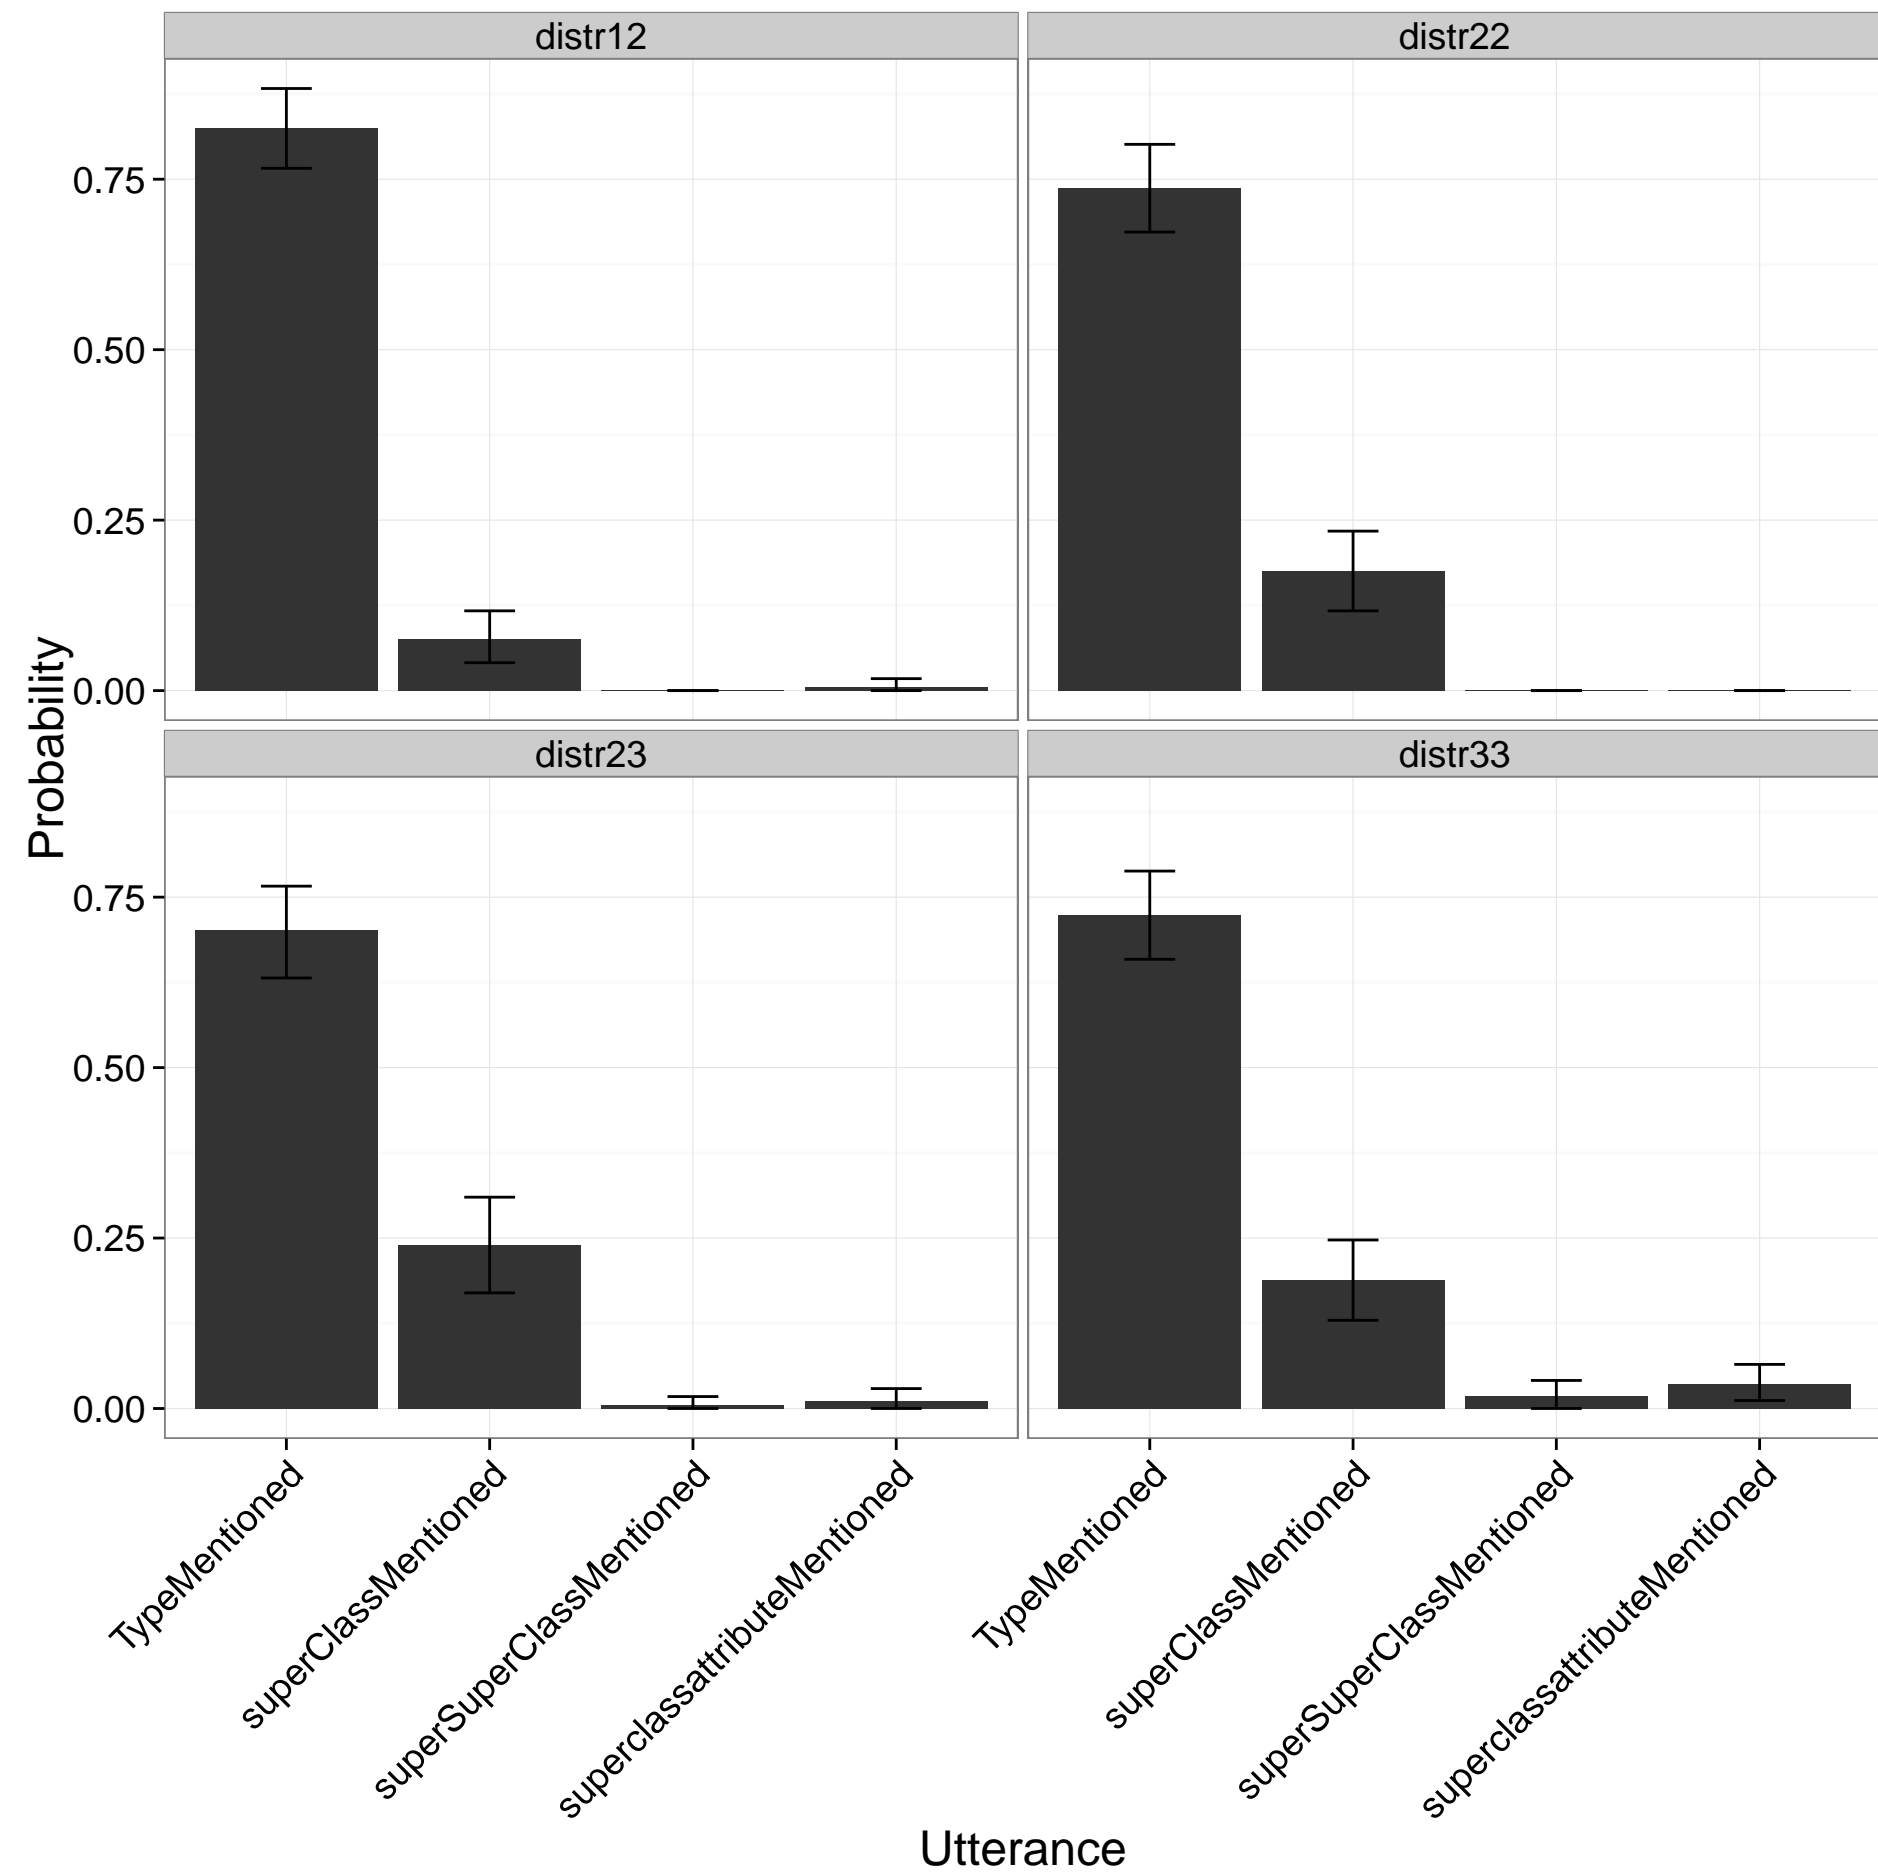 distr12
distr22
0.75
0.50
0.25
0.00
distr23
distr33
0.75
0.50
0.25
0.00
Probability
TypeMentioned
superClassMentioned
superSuperClassMentioned
superclassattributeMentioned
TypeMentioned
superClassMentioned
superSuperClassMentioned
superclassattributeMentioned
Utterance